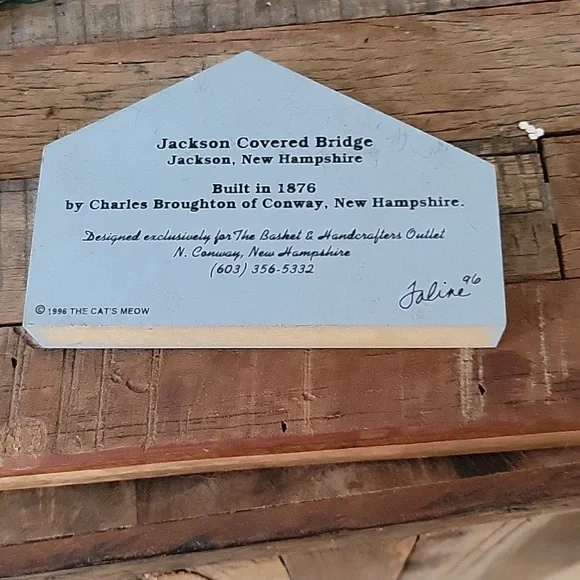 Jackson Covered Bridge
Jackson, New Hampshire
Built in 1876
by Charles Broughton of Conway, New Hampshire.
Designed exclusively for The Basket & Handcrafters Outlet
N. Conway, New Hampshire
(603) 356-5332
Faline 96
© 1996 THE CAT'S MEOW